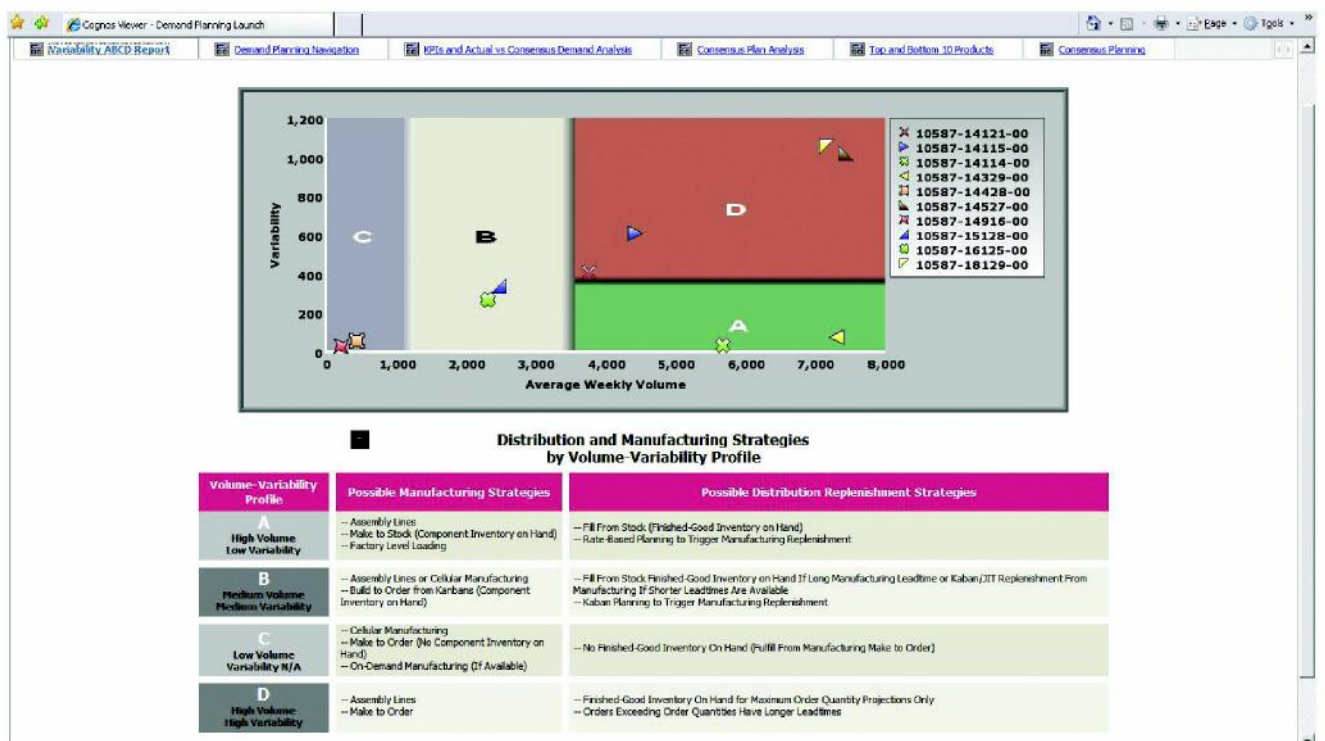 Cognos Viewer - Demand Planning Launch
Page
Tools
Variability ABCD Report
Demand Planning Navigation
KPIs and Actual vs Consensus Demand Analysis
Consensus Plan Analysis
Top and Bottom 10 Products
Consensus Planning
1,200
1,000
800
600
400
200
0
Variability
C
B
D
A
0
1,000
2,000
3,000
4,000
5,000
6,000
7,000
8,000
Average Weekly Volume
10587-14121-00
10587-14115-00
10587-14114-00
10587-14329-00
10587-14428-00
10587-14527-00
10587-14916-00
10587-15128-00
10587-16125-00
10587-18129-00
Distribution and Manufacturing Strategies
by Volume-Variability Profile
Volume-Variability
Profile
Possible Manufacturing Strategies
Possible Distribution Replenishment Strategies
A
High Volume
Low Variability
-- Assembly Lines
-- Make to Stock (Component Inventory on Hand)
-- Factory Level Loading
-- Fill From Stock (Finished-Good Inventory on Hand)
-- Rate-Based Planning to Trigger Manufacturing Replenishment
B
Medium Volume
Medium Variability
-- Assembly Lines or Cellular Manufacturing
-- Build to Order from Kanbans (Component
Inventory on Hand)
-- Fill From Stock Finished-Good Inventory on Hand If Long Manufacturing Leadtime or Kaban/JIT Replenishment From
Manufacturing If Shorter Leadtimes Are Available
-- Kaban Planning to Trigger Manufacturing Replenishment
C
Low Volume
Variability N/A
-- Cellular Manufacturing
-- Make to Order (No Component Inventory on
Hand)
-- On-Demand Manufacturing (If Available)
-- No Finished-Good Inventory On Hand (Fulfill From Manufacturing Make to Order)
D
High Volume
High Variability
-- Assembly Lines
-- Make to Order
-- Finished-Good Inventory On Hand for Maximum Order Quantity Projections Only
-- Orders Exceeding Order Quantities Have Longer Leadtimes